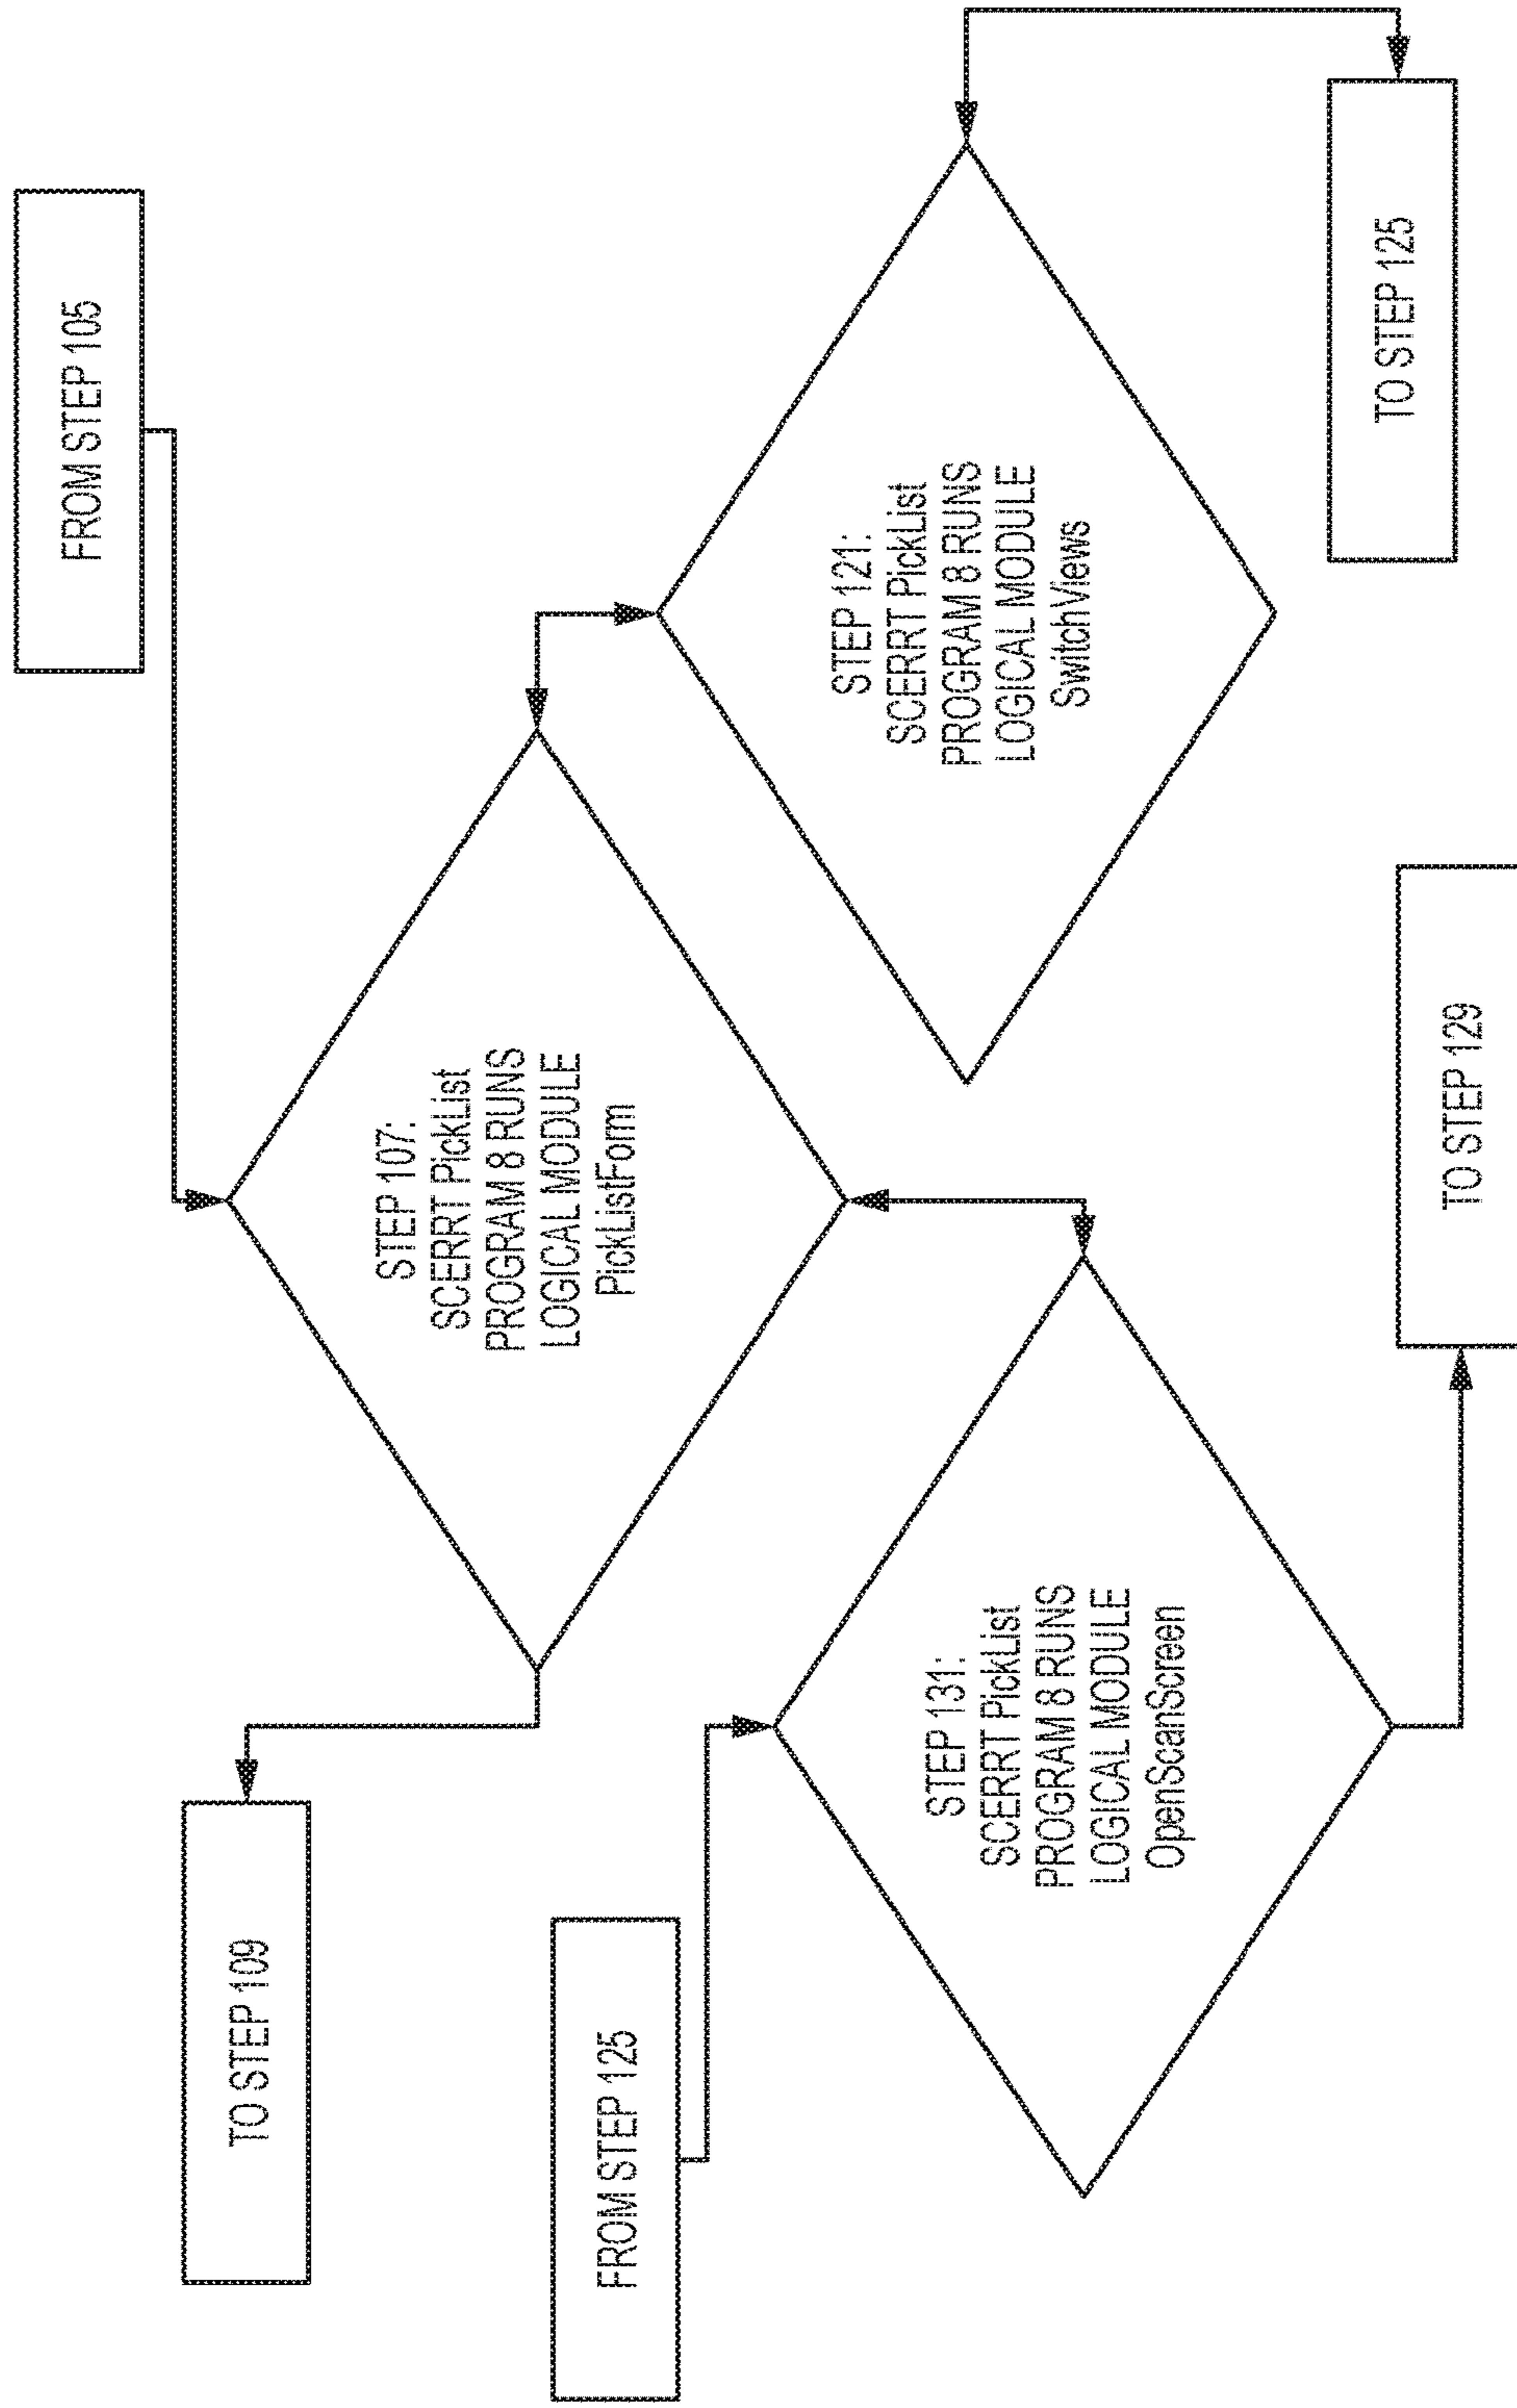 FROM STEP 105
TO STEP 109
STEP 107:
SCERRT PickList
PROGRAM 8 RUNS
LOGICAL MODULE
PickListForm
FROM STEP 125
STEP 121:
SCERRT PickList
PROGRAM 8 RUNS
LOGICAL MODULE
SwitchViews
STEP 131:
SCERRT PickList
PROGRAM 8 RUNS
LOGICAL MODULE
OpenScanScreen
TO STEP 125
TO STEP 129